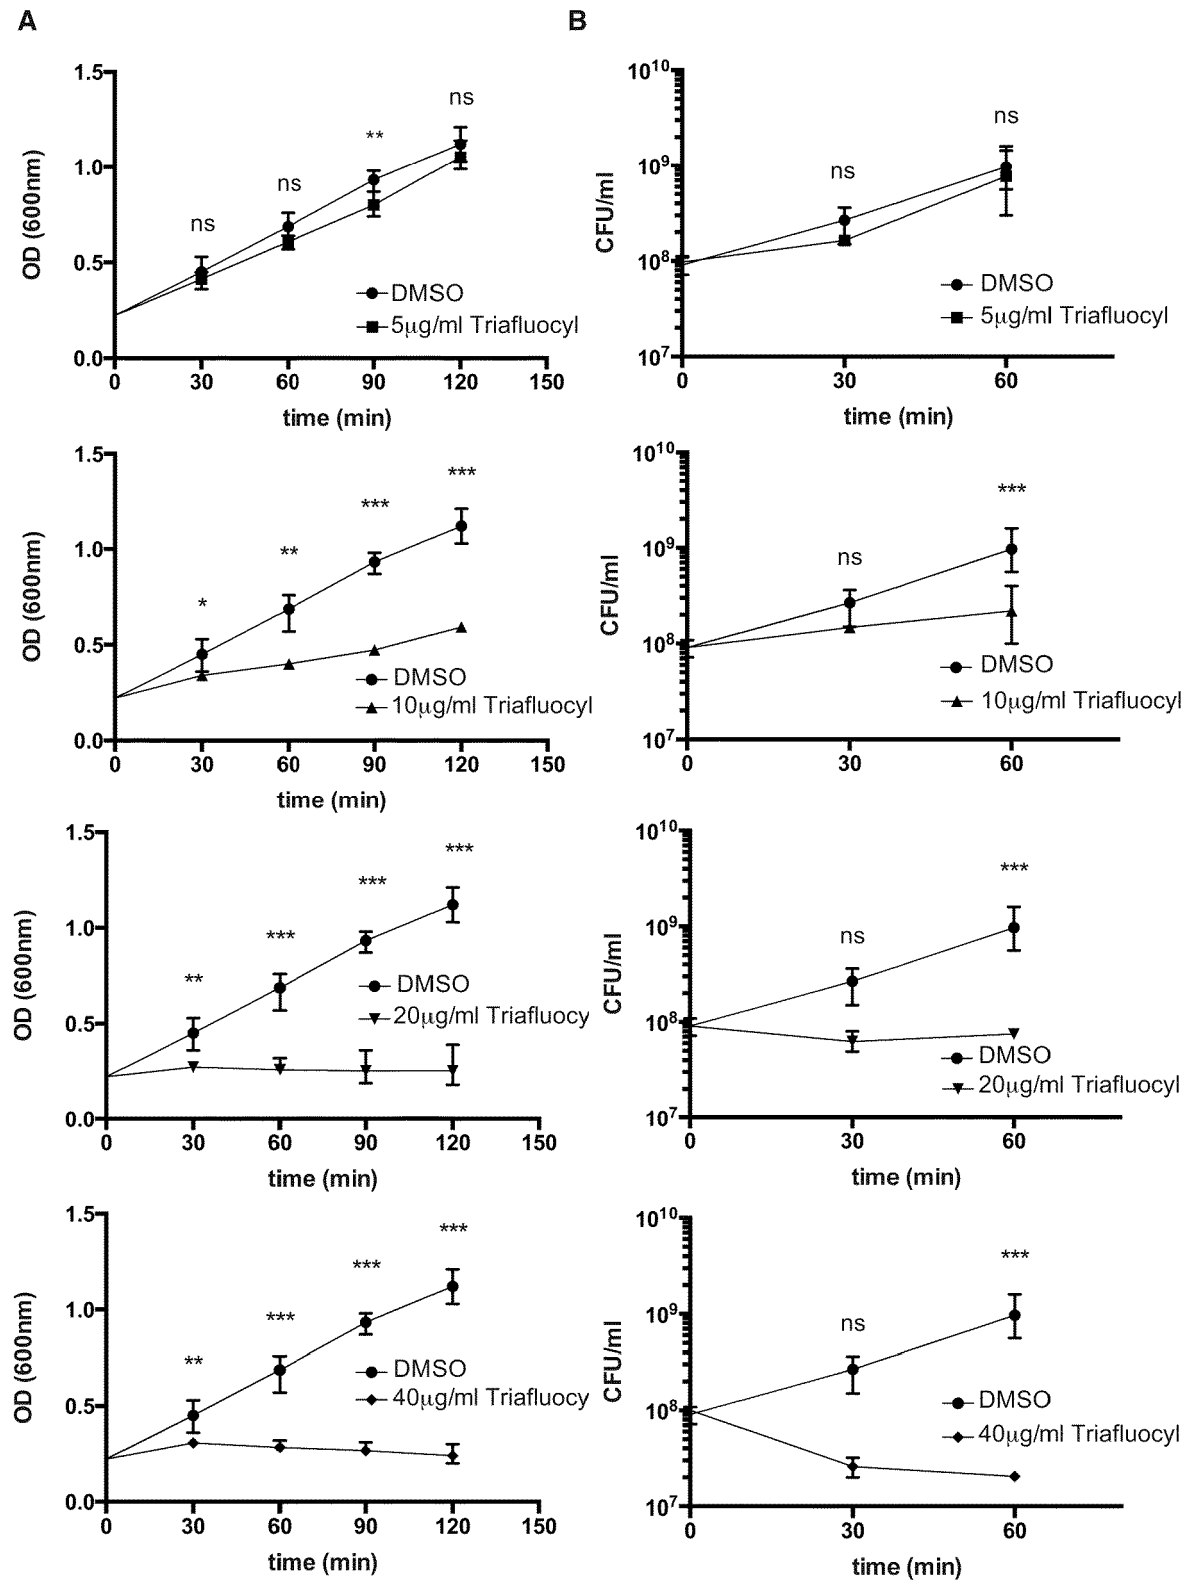 A
B
1.5
1.0
0.5
0.0
OD (600nm)
ns
ns
**
ns
DMSO
5μg/ml Triafluocyl
0 30 60 90 120 150
time (min)
10^10
10^9
10^8
10^7
CFU/ml
ns
ns
DMSO
5μg/ml Triafluocyl
0 30 60
time (min)
1.5
1.0
0.5
0.0
OD (600nm)
*
**
***
***
DMSO
10μg/ml Triafluocyl
0 30 60 90 120 150
time (min)
10^10
10^9
10^8
10^7
CFU/ml
ns
***
DMSO
10μg/ml Triafluocyl
0 30 60
time (min)
1.5
1.0
0.5
0.0
OD (600nm)
**
***
***
***
DMSO
20μg/ml Triafluocy
0 30 60 90 120 150
time (min)
10^10
10^9
10^8
10^7
CFU/ml
ns
***
DMSO
20μg/ml Triafluocyl
0 30 60
time (min)
1.5
1.0
0.5
0.0
OD (600nm)
**
***
***
***
DMSO
40μg/ml Triafluocy
0 30 60 90 120 150
time (min)
10^10
10^9
10^8
10^7
CFU/ml
ns
***
DMSO
40μg/ml Triafluocyl
0 30 60
time (min)